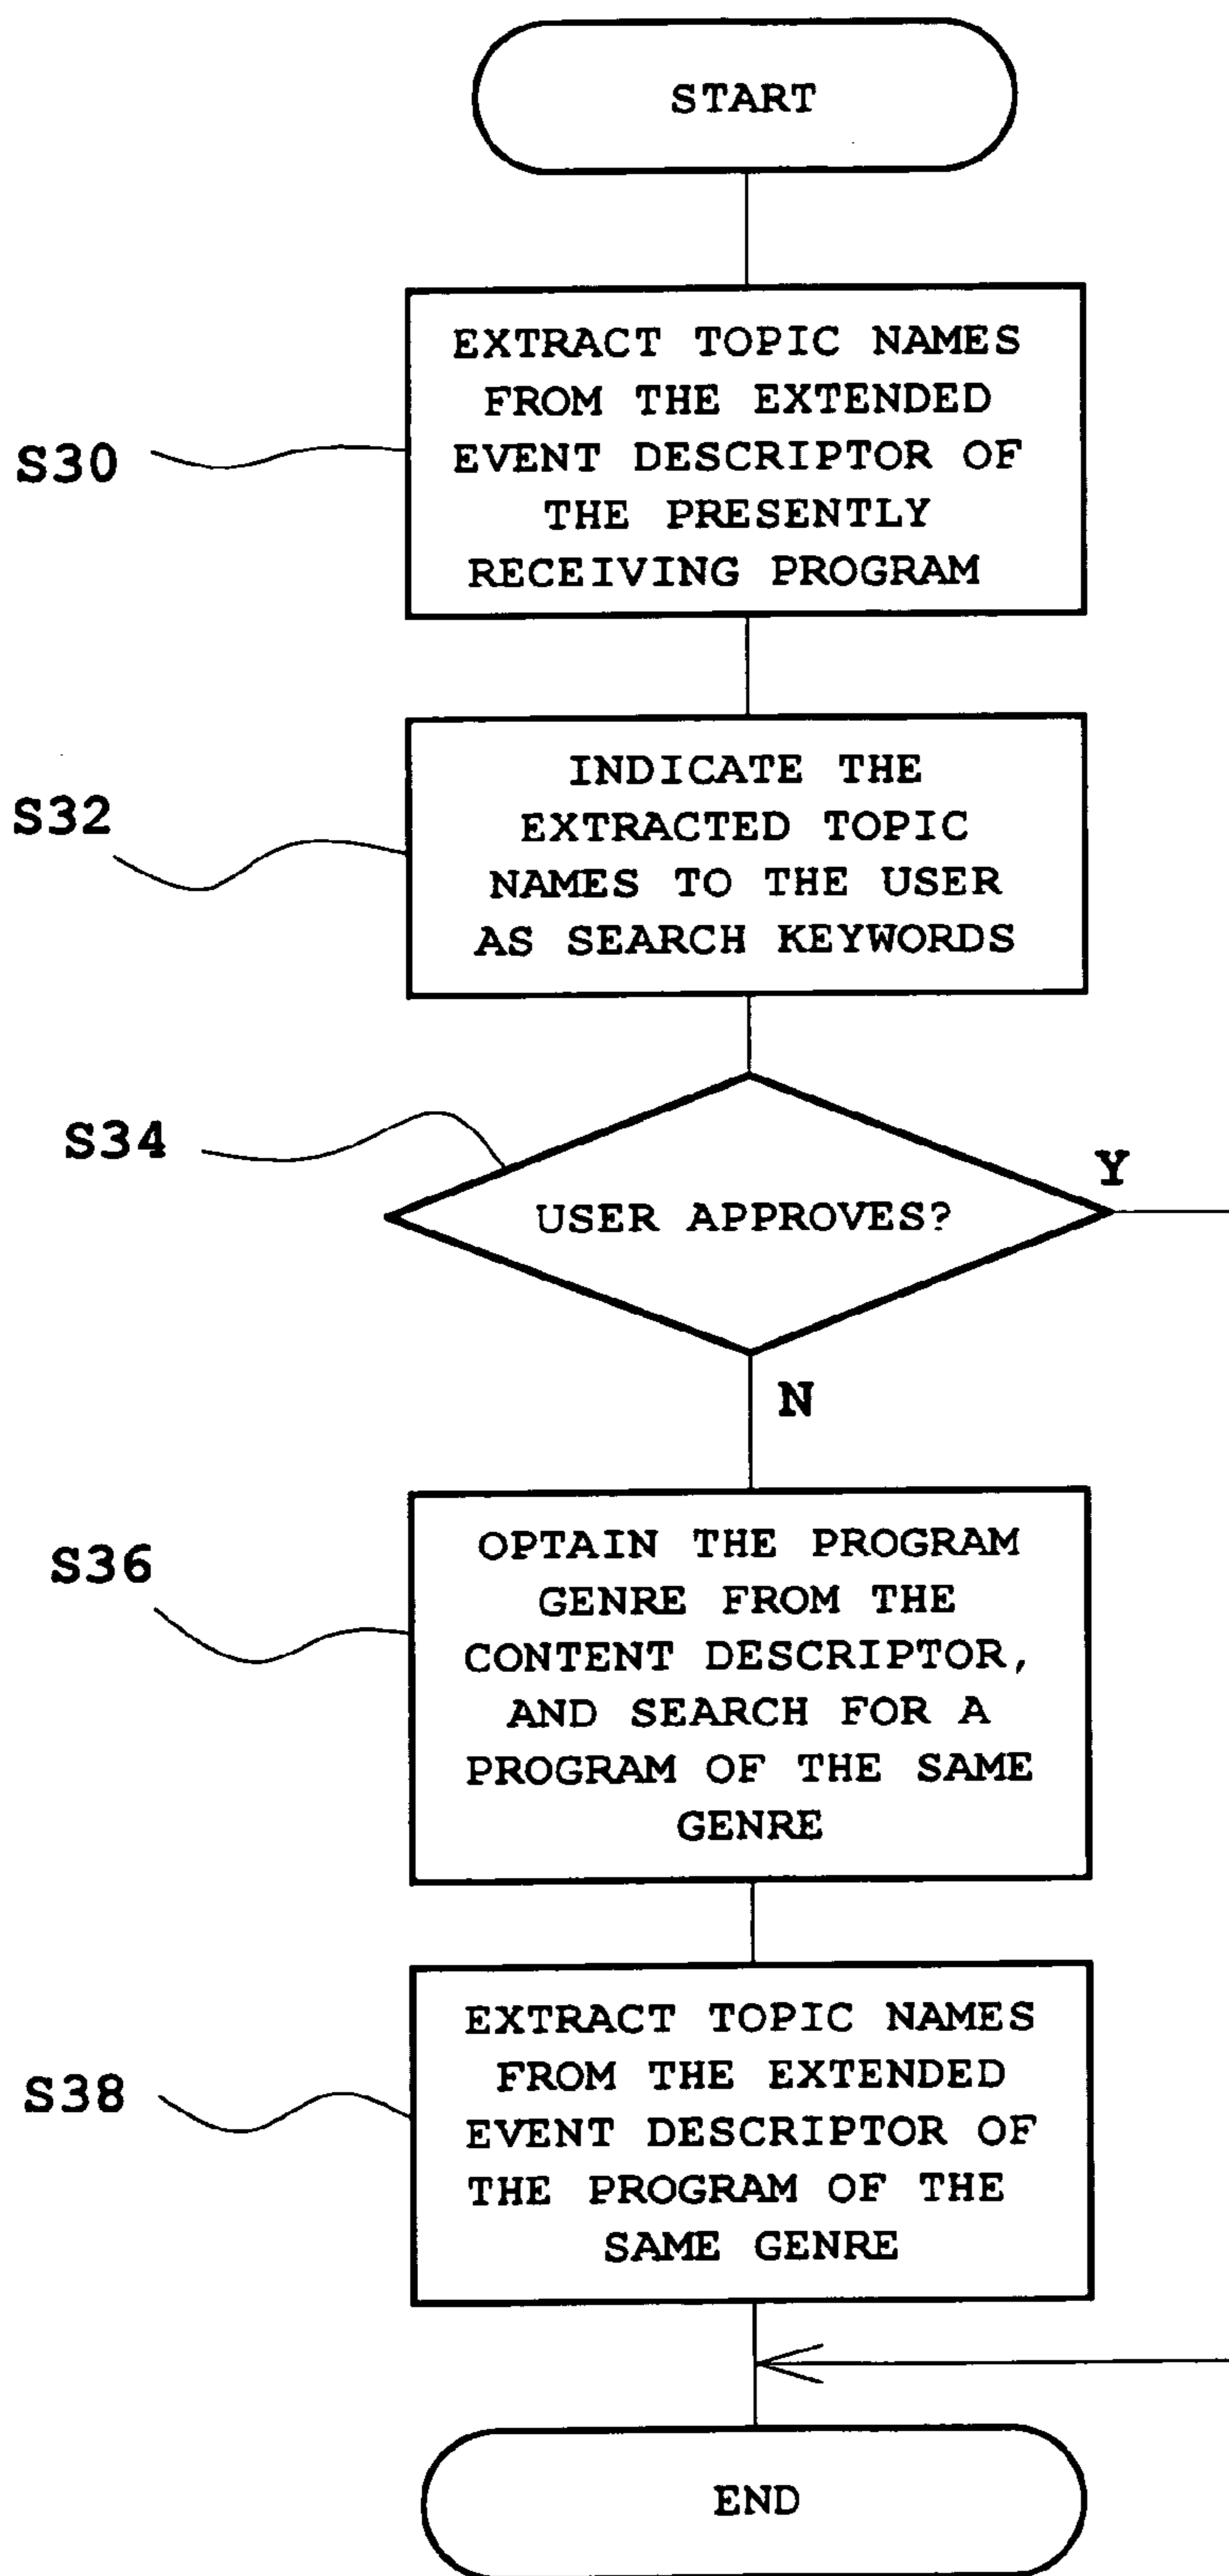 START
S30
EXTRACT TOPIC NAMES
FROM THE EXTENDED
EVENT DESCRIPTOR OF
THE PRESENTLY
RECEIVING PROGRAM
S32
INDICATE THE
EXTRACTED TOPIC
NAMES TO THE USER
AS SEARCH KEYWORDS
S34
USER APPROVES?
Y
N
S36
OPTAIN THE PROGRAM
GENRE FROM THE
CONTENT DESCRIPTOR,
AND SEARCH FOR A
PROGRAM OF THE SAME
GENRE
S38
EXTRACT TOPIC NAMES
FROM THE EXTENDED
EVENT DESCRIPTOR OF
THE PROGRAM OF THE
SAME GENRE
END